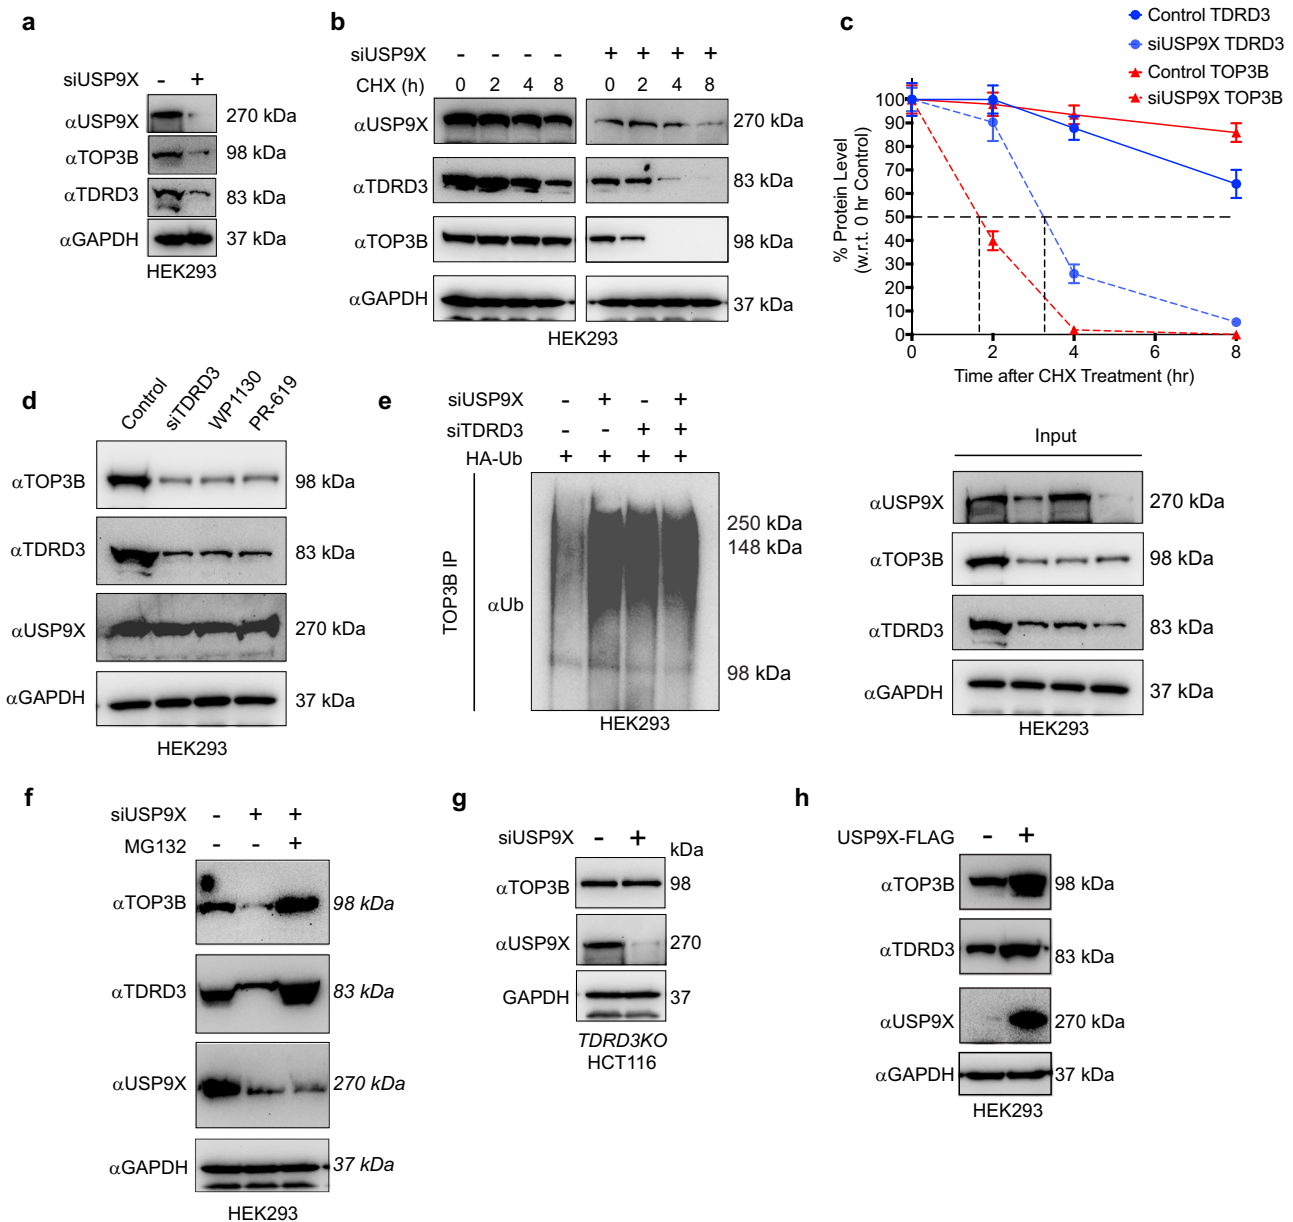 a
siUSP9X - +
αUSP9X 270 kDa
αTOP3B 98 kDa
αTDRD3 83 kDa
αGAPDH 37 kDa
HEK293
b
siUSP9X - - - - + + + +
CHX (h) 0 2 4 8 0 2 4 8
αUSP9X 270 kDa
αTDRD3 83 kDa
αTOP3B 98 kDa
αGAPDH 37 kDa
HEK293
c
Control TDRD3
siUSP9X TDRD3
Control TOP3B
siUSP9X TOP3B
% Protein Level
(w.r.t. 0 hr Control)
100
90
80
70
60
50
40
30
20
10
0
0 2 4 6 8
Time after CHX Treatment (hr)
d
Control siTDRD3 WP1130 PR-619
αTOP3B 98 kDa
αTDRD3 83 kDa
αUSP9X 270 kDa
αGAPDH 37 kDa
HEK293
e
siUSP9X - + - +
siTDRD3 - - + +
HA-Ub + + + +
TOP3B IP
αUb
250 kDa
148 kDa
98 kDa
HEK293
Input
αUSP9X 270 kDa
αTOP3B 98 kDa
αTDRD3 83 kDa
αGAPDH 37 kDa
HEK293
f
siUSP9X - + +
MG132 - - +
αTOP3B 98 kDa
αTDRD3 83 kDa
αUSP9X 270 kDa
αGAPDH 37 kDa
HEK293
g
siUSP9X - +
kDa
αTOP3B 98
αUSP9X 270
GAPDH 37
TDRD3KO
HCT116
h
USP9X-FLAG - +
αTOP3B 98 kDa
αTDRD3 83 kDa
αUSP9X 270 kDa
αGAPDH 37 kDa
HEK293